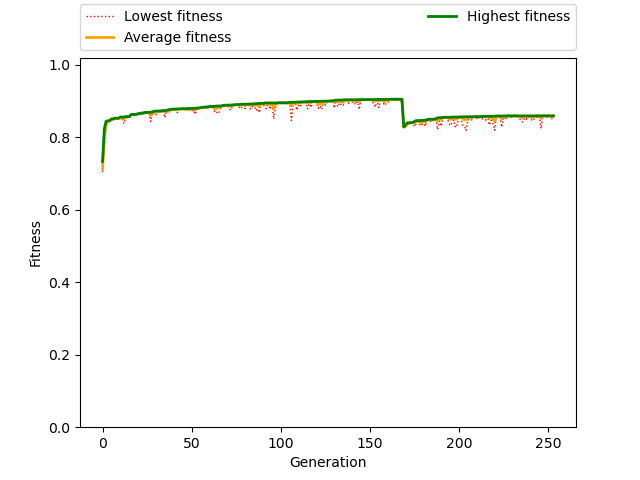 Lowest fitness
Average fitness
Highest fitness
1.0
0.8
0.6
0.4
0.2
0.0
Fitness
0 50 100 150 200 250
Generation